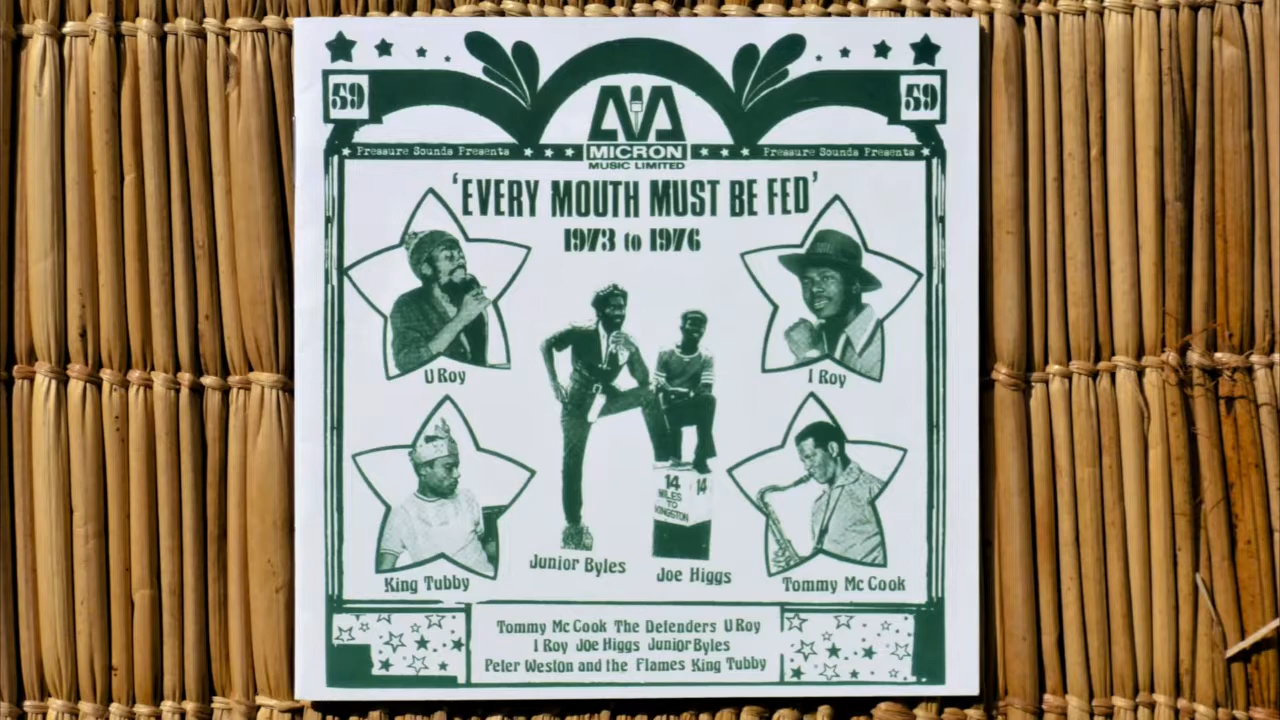 59
59
MICRON
MUSIC LIMITED
Pressure Sounds Presents
Pressure Sounds Presents
'EVERY MOUTH MUST BE FED'
1973 to 1976
U Roy
I Roy
14
MILES
TO
KINGSTON
14
King Tubby
Junior Byles
Joe Higgs
Tommy Mc Cook
Tommy Mc Cook The Defenders U Roy
I Roy Joe Higgs Junior Byles
Peter Weston and the Flames King Tubby